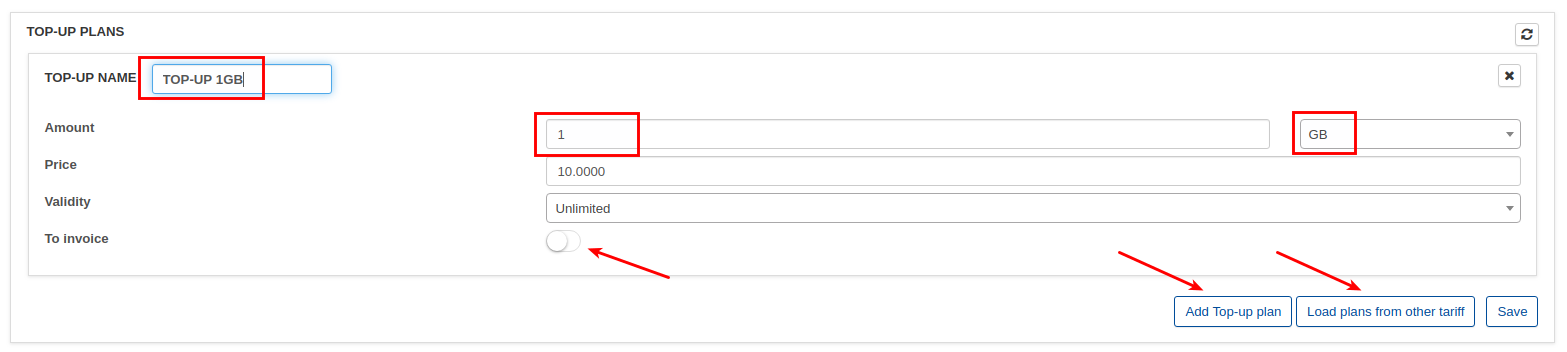 TOP-UP PLANS
TOP-UP NAME TOP-UP 1GB
Amount 1 GB
Price 10.0000
Validity Unlimited
To invoice
Add Top-up plan Load plans from other tariff Save